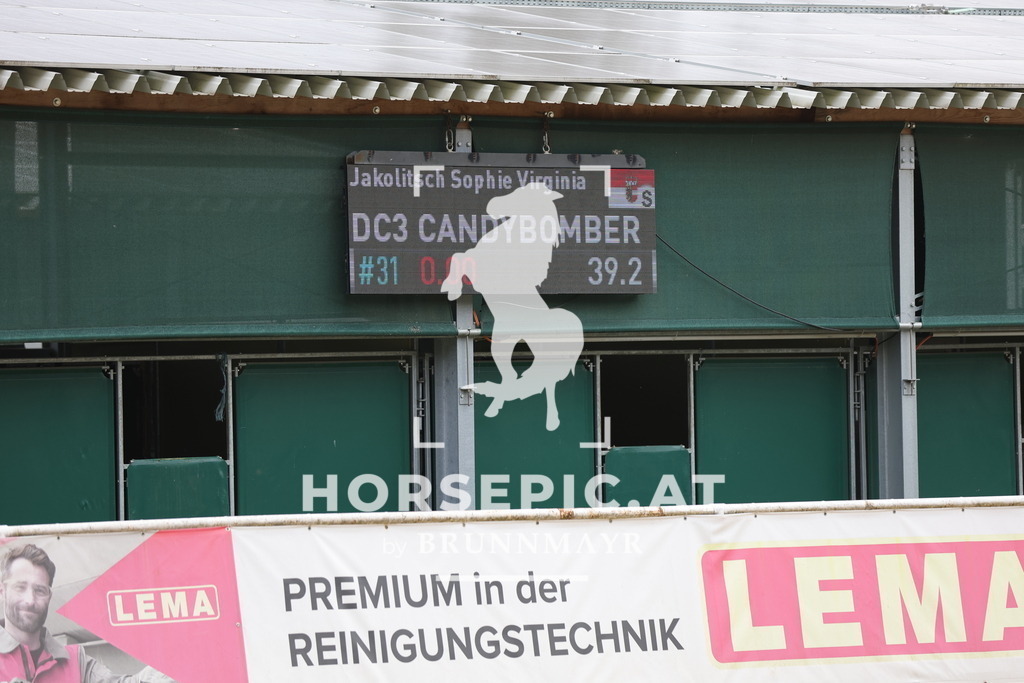 Jakolitsch Sophie Virginia
S
DC3 CANDYBOMBER
#31 0.00 39.2
HORSEPIC.AT
by BRUNNMAYR
LEMA
PREMIUM in der
REINIGUNGSTECHNIK
LEMA